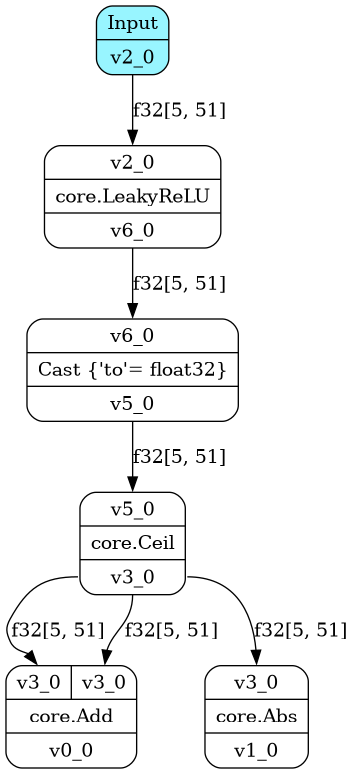 Input
v2_0
f32[5, 51]
v2_0
core.LeakyReLU
v6_0
f32[5, 51]
v6_0
Cast {'to'= float32}
v5_0
f32[5, 51]
v5_0
core.Ceil
v3_0
f32[5, 51] f32[5, 51] f32[5, 51]
v3_0 v3_0 v3_0
core.Add core.Abs
v0_0 v1_0